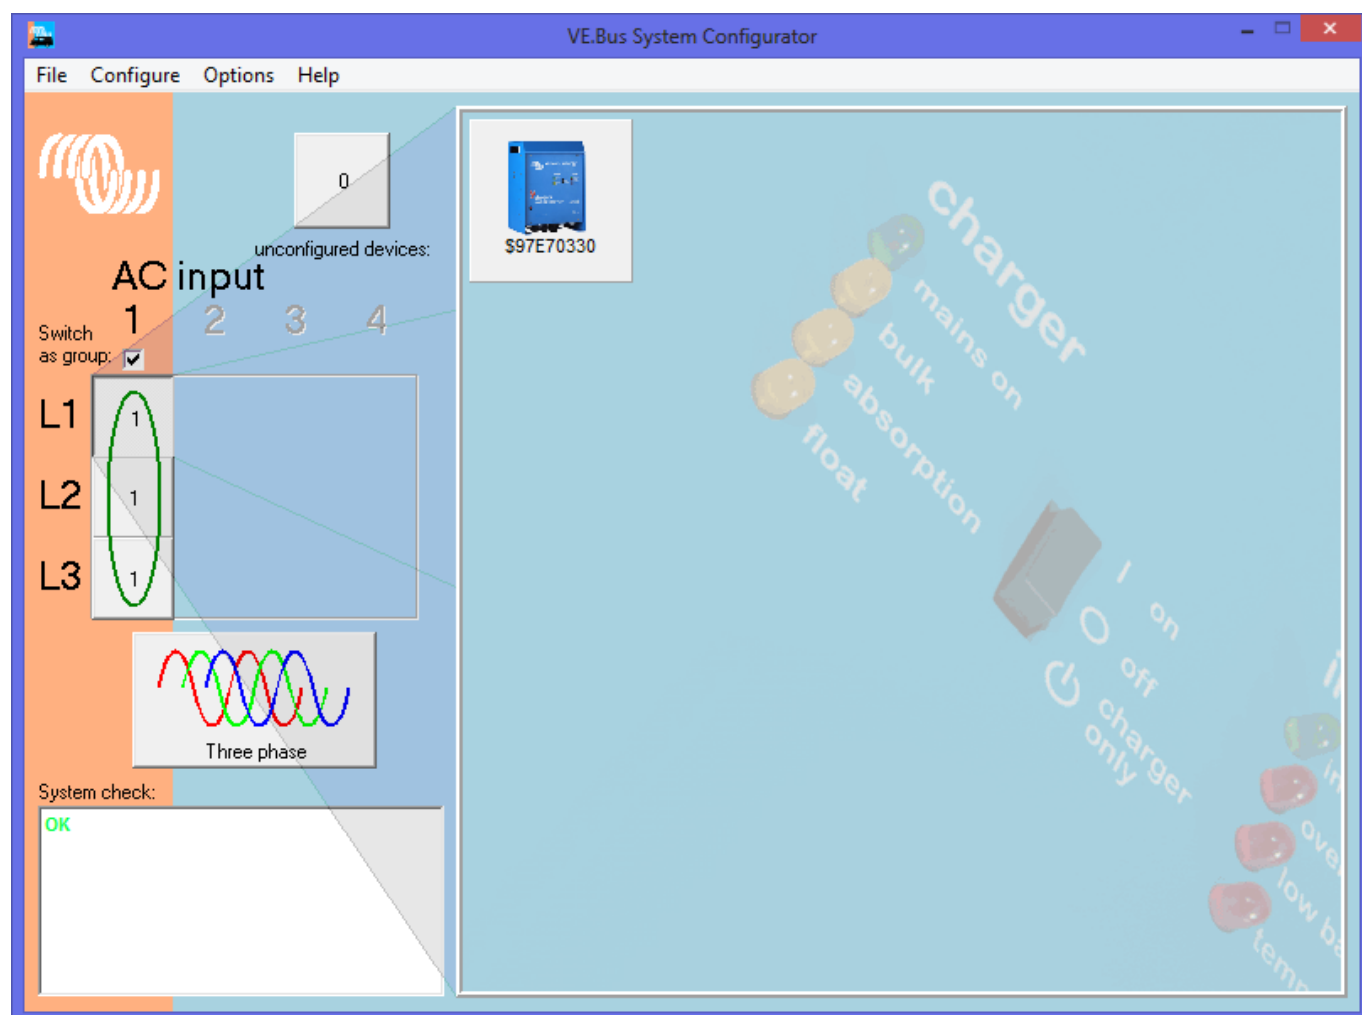 VE.Bus System Configurator
File Configure Options Help
0
unconfigured devices:
AC input
1 2 3 4
Switch
as group:
L1 1
L2 1
L3 1
Three phase
System check:
OK
$97E70330
charger
mains on
bulk
absorption
float
I on
O off
charger
only
low
temp